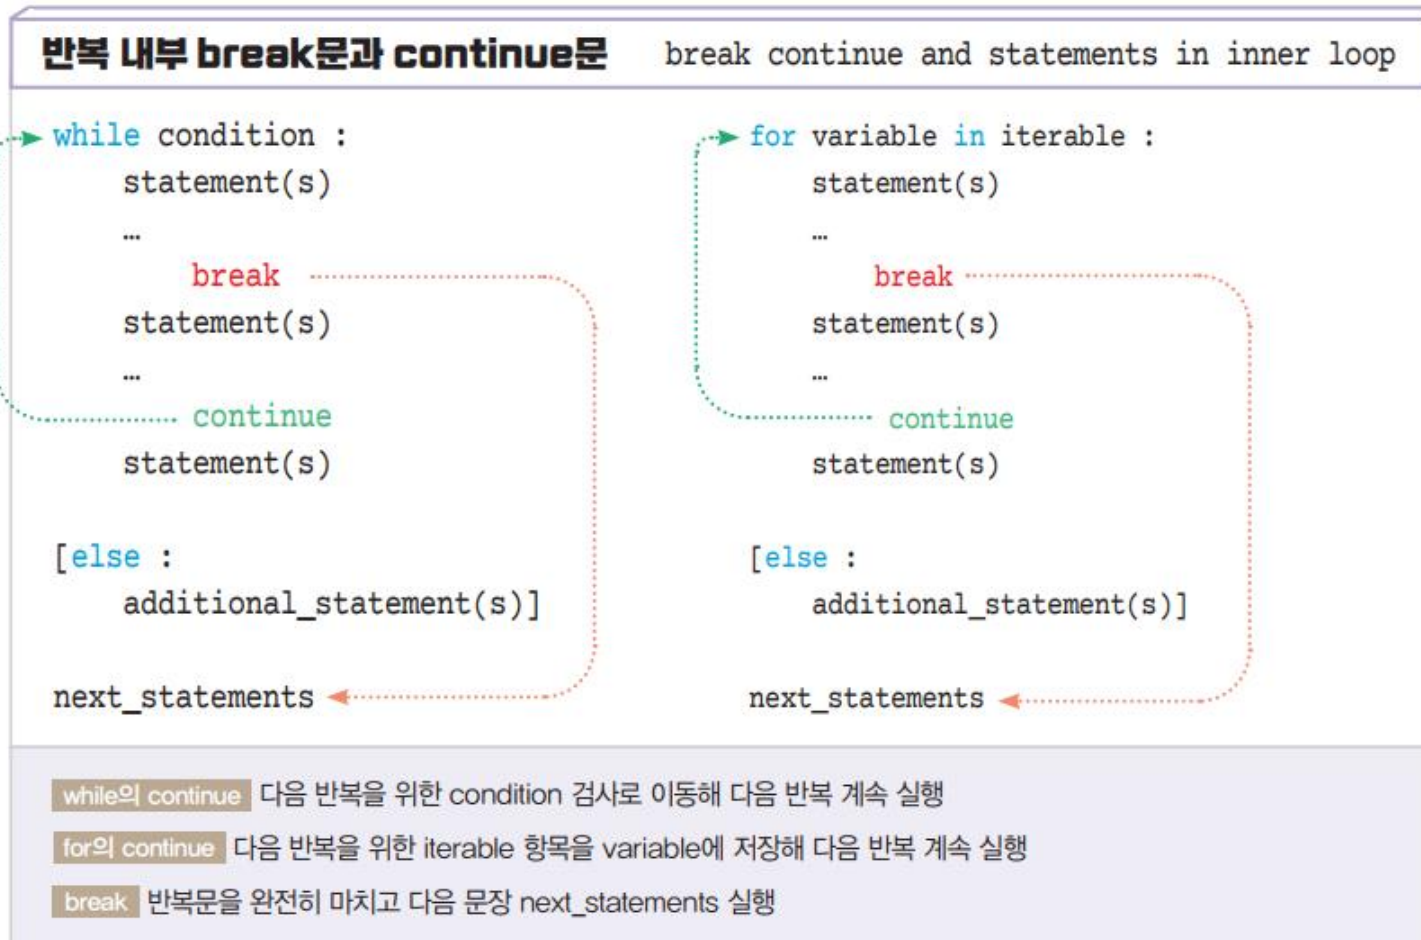 반복 내부 break문과 continue문 break continue and statements in inner loop
while condition :
statement(s)
…
break
statement(s)
…
continue
statement(s)
[else :
additional_statement(s)]
next_statements
for variable in iterable :
statement(s)
…
break
statement(s)
…
continue
statement(s)
[else :
additional_statement(s)]
next_statements
while의 continue 다음 반복을 위한 condition 검사로 이동해 다음 반복 계속 실행
for의 continue 다음 반복을 위한 iterable 항목을 variable에 저장해 다음 반복 계속 실행
break 반복문을 완전히 마치고 다음 문장 next_statements 실행